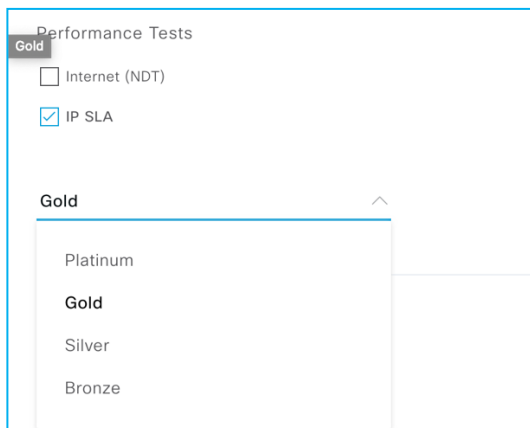 Performance Tests
Gold
Internet (NDT)
IP SLA
Gold
Platinum
Gold
Silver
Bronze